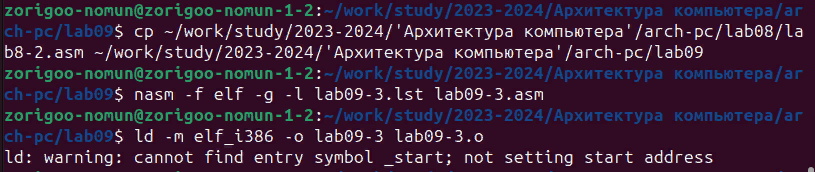 zorigoo-nomun@zorigoo-nomun-1-2:~/work/study/2023-2024/Архитектура компьютера/ar
ch-pc/lab09$ cp ~/work/study/2023-2024/'Архитектура компьютера'/arch-pc/lab08/la
b8-2.asm ~/work/study/2023-2024/'Архитектура компьютера'/arch-pc/lab09
zorigoo-nomun@zorigoo-nomun-1-2:~/work/study/2023-2024/Архитектура компьютера/ar
ch-pc/lab09$ nasm -f elf -g -l lab09-3.lst lab09-3.asm
zorigoo-nomun@zorigoo-nomun-1-2:~/work/study/2023-2024/Архитектура компьютера/ar
ch-pc/lab09$ ld -m elf_i386 -o lab09-3 lab09-3.o
ld: warning: cannot find entry symbol _start; not setting start address